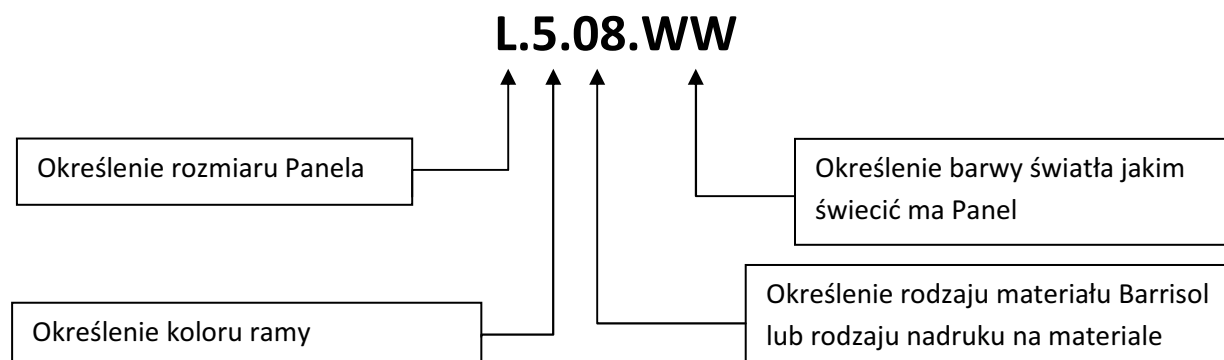 L.5.08.WW
Określenie rozmiaru Panela
Określenie barwy światła jakim
świecić ma Panel
Określenie rodzaju materiału Barrisol
lub rodzaju nadruku na materiale
Określenie koloru ramy